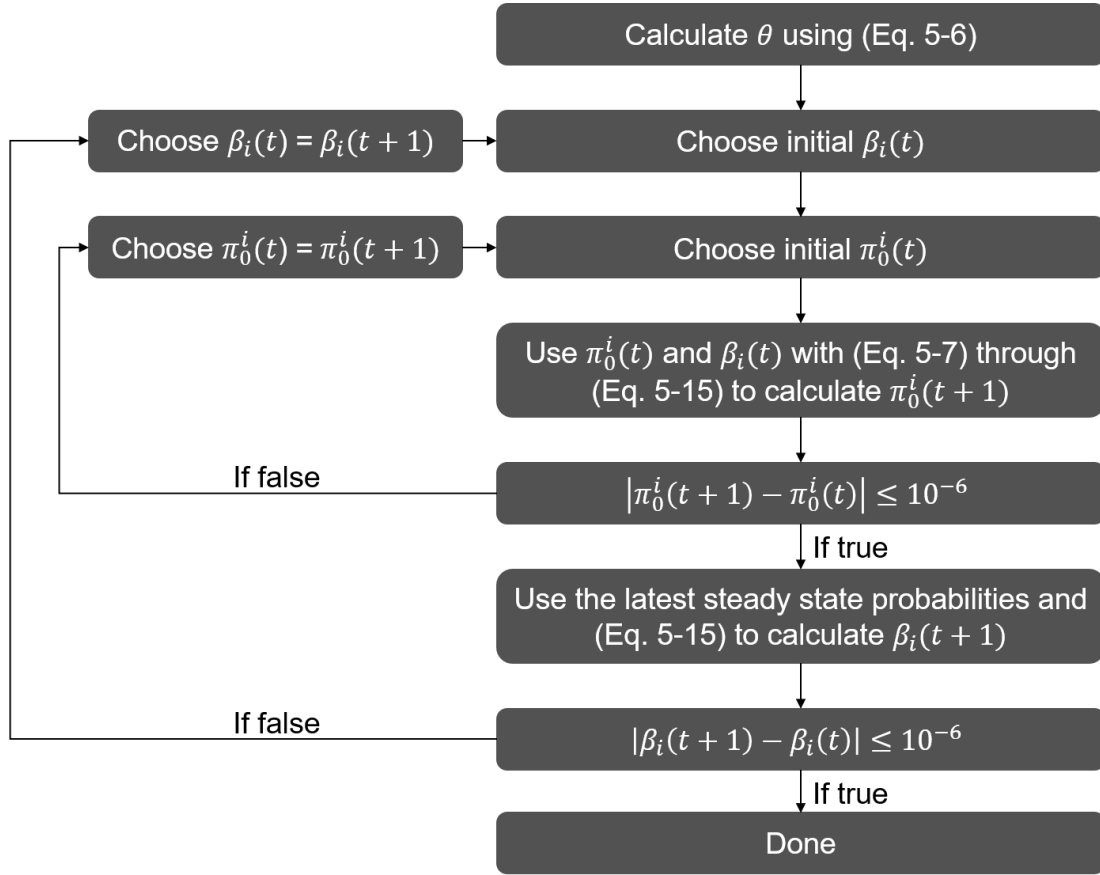 Calculate θ using (Eq. 5-6)
Choose βᵢ(t) = βᵢ(t + 1)
Choose initial βᵢ(t)
Choose π₀ⁱ(t) = π₀ⁱ(t + 1)
Choose initial π₀ⁱ(t)
Use π₀ⁱ(t) and βᵢ(t) with (Eq. 5-7) through
(Eq. 5-15) to calculate π₀ⁱ(t + 1)
If false
|π₀ⁱ(t + 1) − π₀ⁱ(t)| ≤ 10⁻⁶
If true
Use the latest steady state probabilities and
(Eq. 5-15) to calculate βᵢ(t + 1)
If false
|βᵢ(t + 1) − βᵢ(t)| ≤ 10⁻⁶
If true
Done